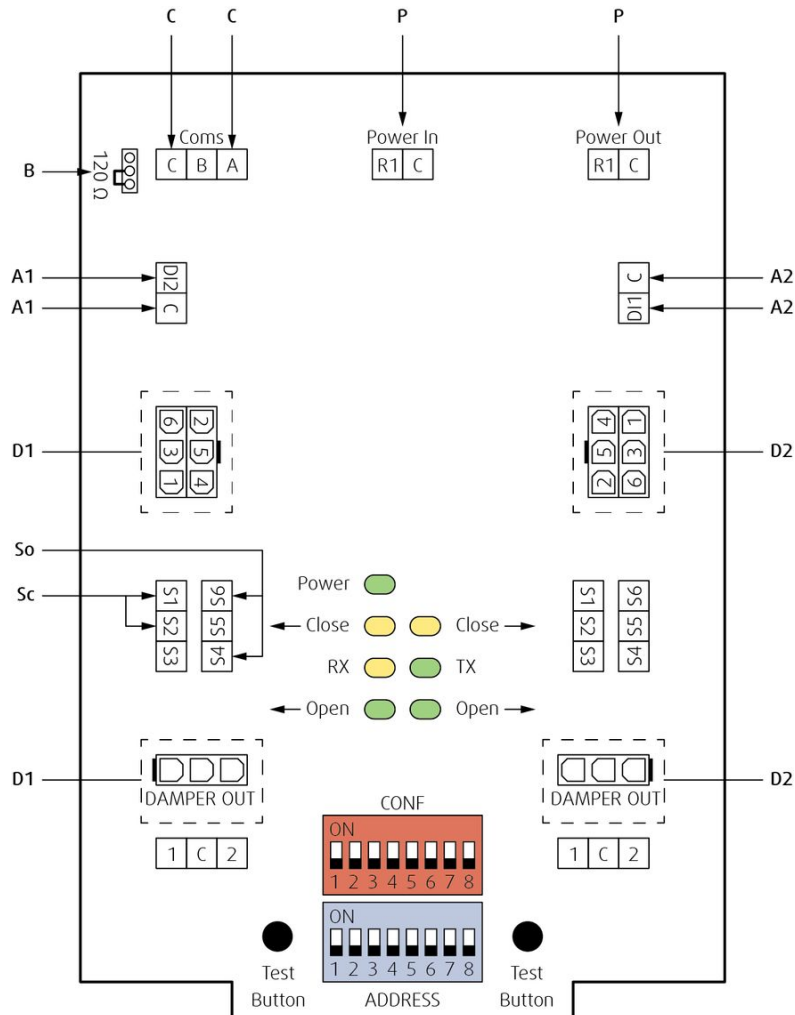 C C P P
Coms Power In Power Out
C B A R1 C R1 C
B 120 Ω
A1 DI2 C A2
A1 C DI1 A2
6 2 4 1
D1 3 5 5 3 D2
1 4 2 6
So
Sc S1 S6 Power S1 S6
S2 S5 Close Close S2 S5
S3 S4 RX TX S3 S4
Open Open
D1 D2
DAMPER OUT DAMPER OUT
CONF
1 C 2 ON 1 C 2
1 2 3 4 5 6 7 8
ON
1 2 3 4 5 6 7 8
Test Test
Button ADDRESS Button